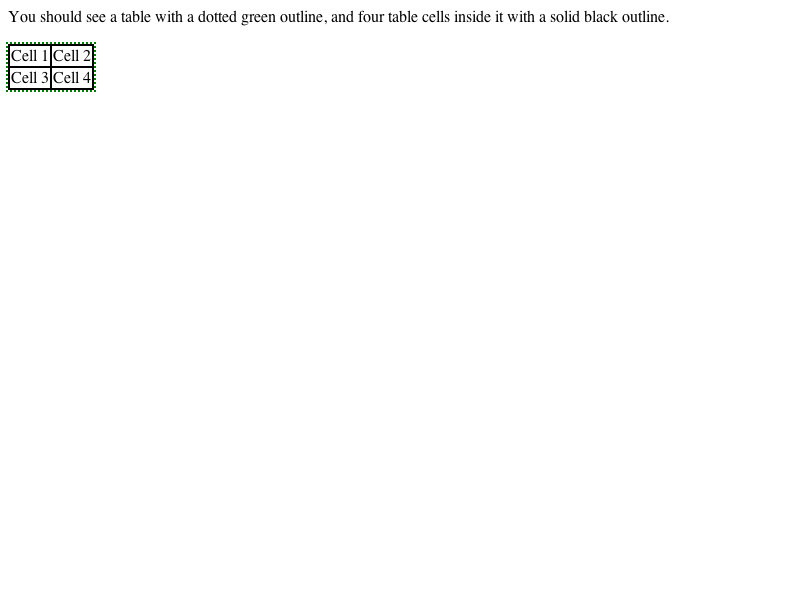 You should see a table with a dotted green outline, and four table cells inside it with a solid black outline.
Cell 1 Cell 2
Cell 3 Cell 4